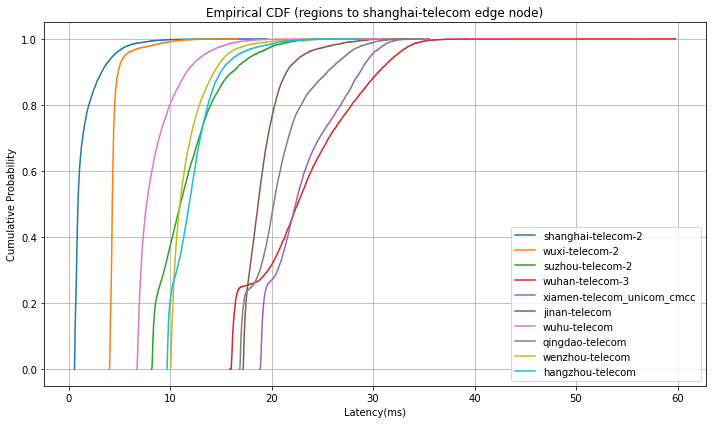 Empirical CDF (regions to shanghai-telecom edge node)
Cumulative Probability
1.0
0.8
0.6
0.4
0.2
0.0
shanghai-telecom-2
wuxi-telecom-2
suzhou-telecom-2
wuhan-telecom-3
xiamen-telecom_unicom_cmcc
jinan-telecom
wuhu-telecom
qingdao-telecom
wenzhou-telecom
hangzhou-telecom
0 10 20 30 40 50 60
Latency(ms)